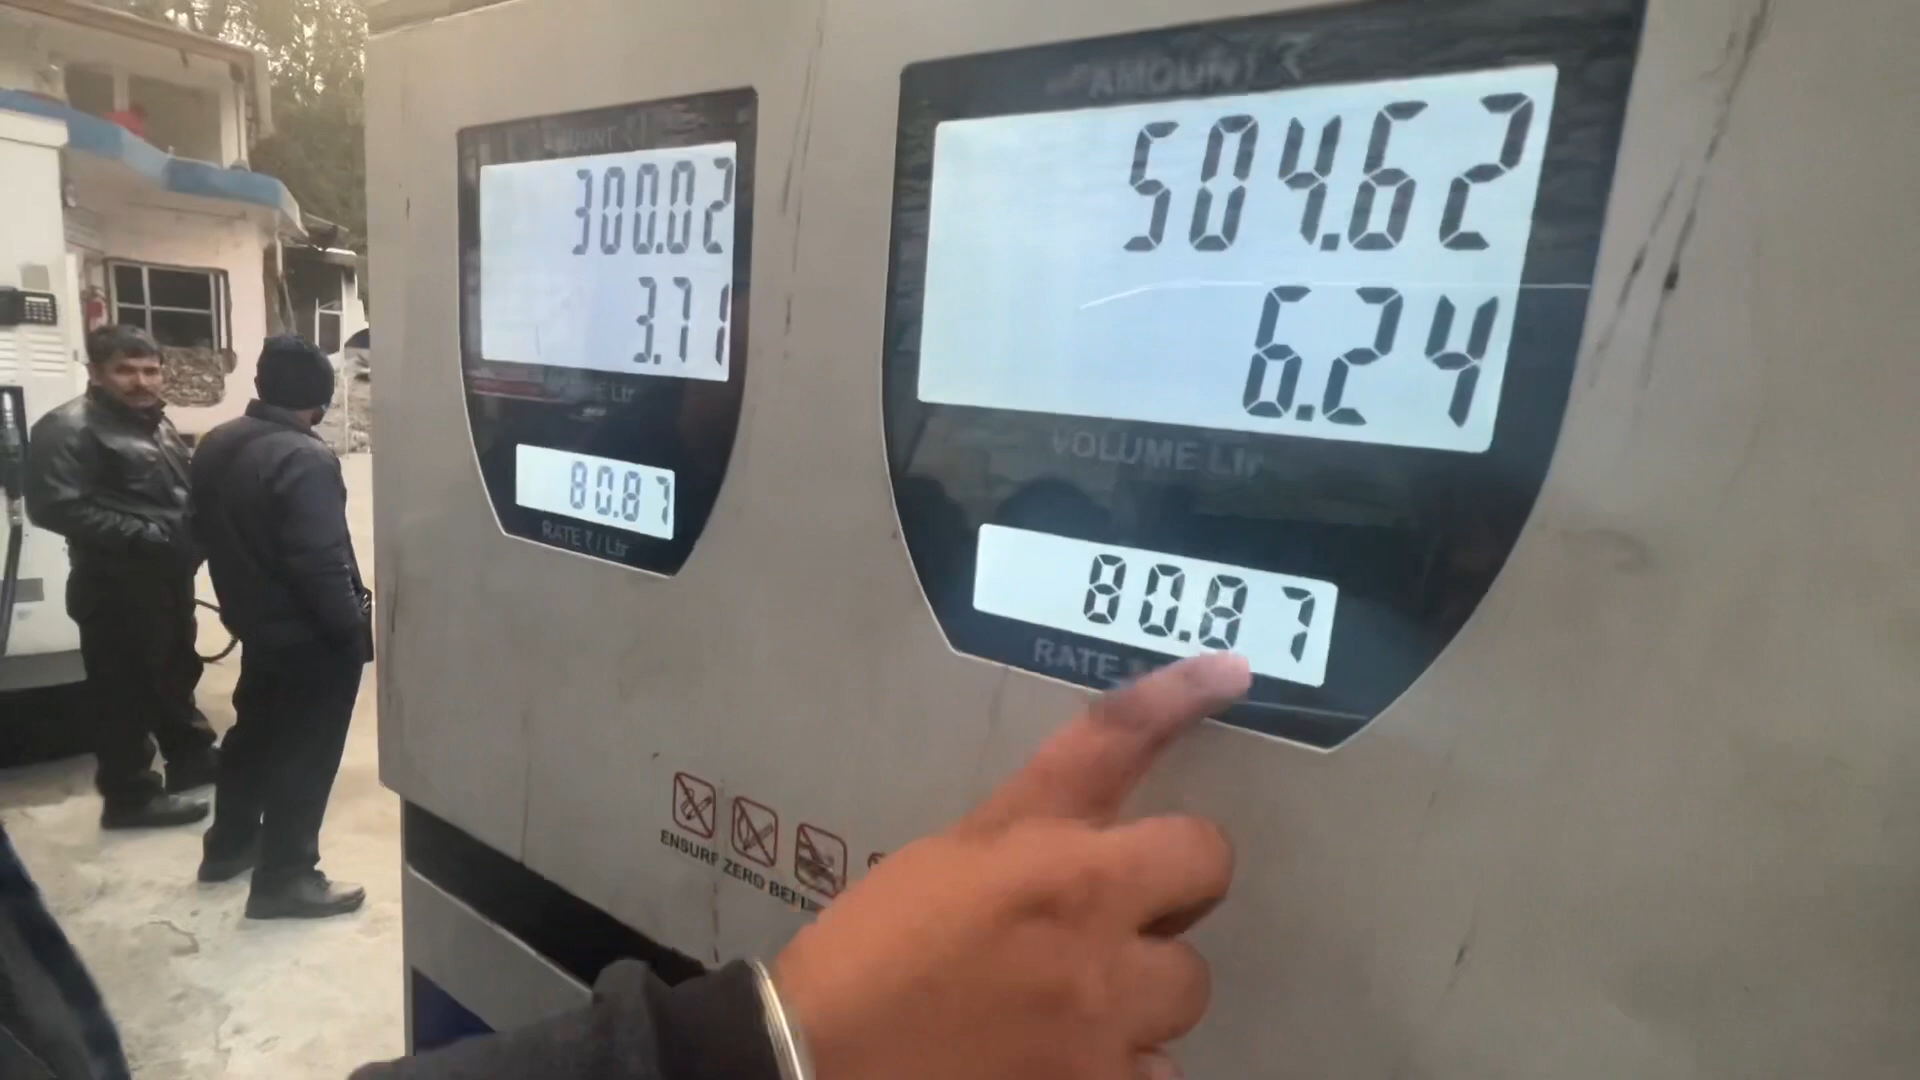 AMOUNT ₹
300.02
3.71
Ltr
80.87
RATE ₹ / Ltr
AMOUNT ₹
504.62
6.24
VOLUME Ltr
80.87
RATE
ENSURE ZERO